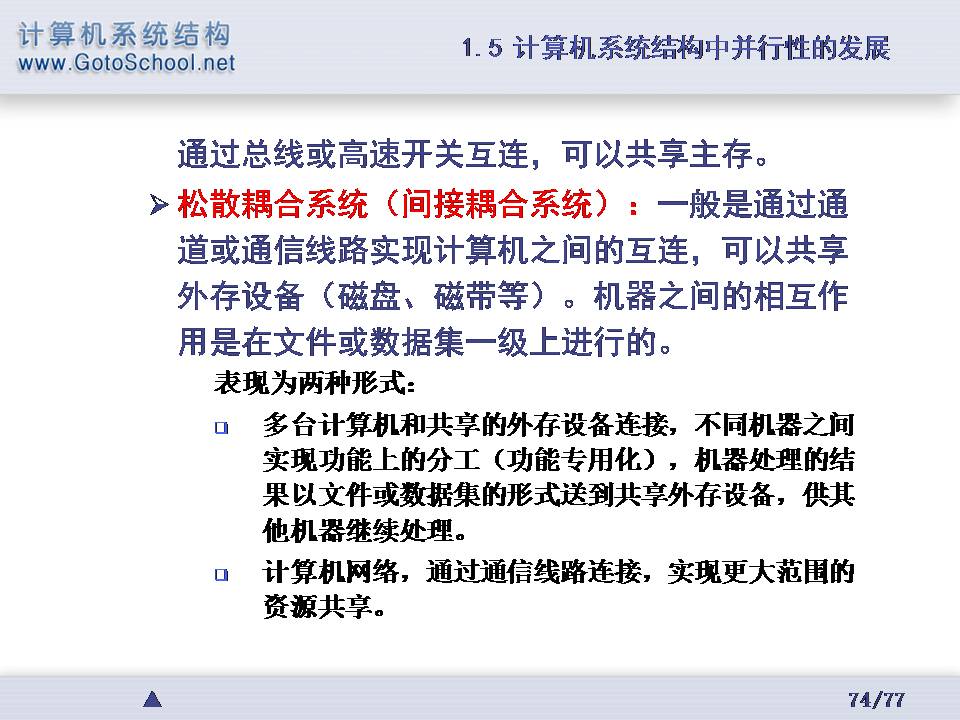 计算机系统结构
www.GotoSchool.net
1.5 计算机系统结构中并行性的发展
通过总线或高速开关互连，可以共享主存。
松散耦合系统（间接耦合系统）：一般是通过通
道或通信线路实现计算机之间的互连，可以共享
外存设备（磁盘、磁带等）。机器之间的相互作
用是在文件或数据集一级上进行的。
表现为两种形式：
多台计算机和共享的外存设备连接，不同机器之间
实现功能上的分工（功能专用化），机器处理的结
果以文件或数据集的形式送到共享外存设备，供其
他机器继续处理。
计算机网络，通过通信线路连接，实现更大范围的
资源共享。
74/77